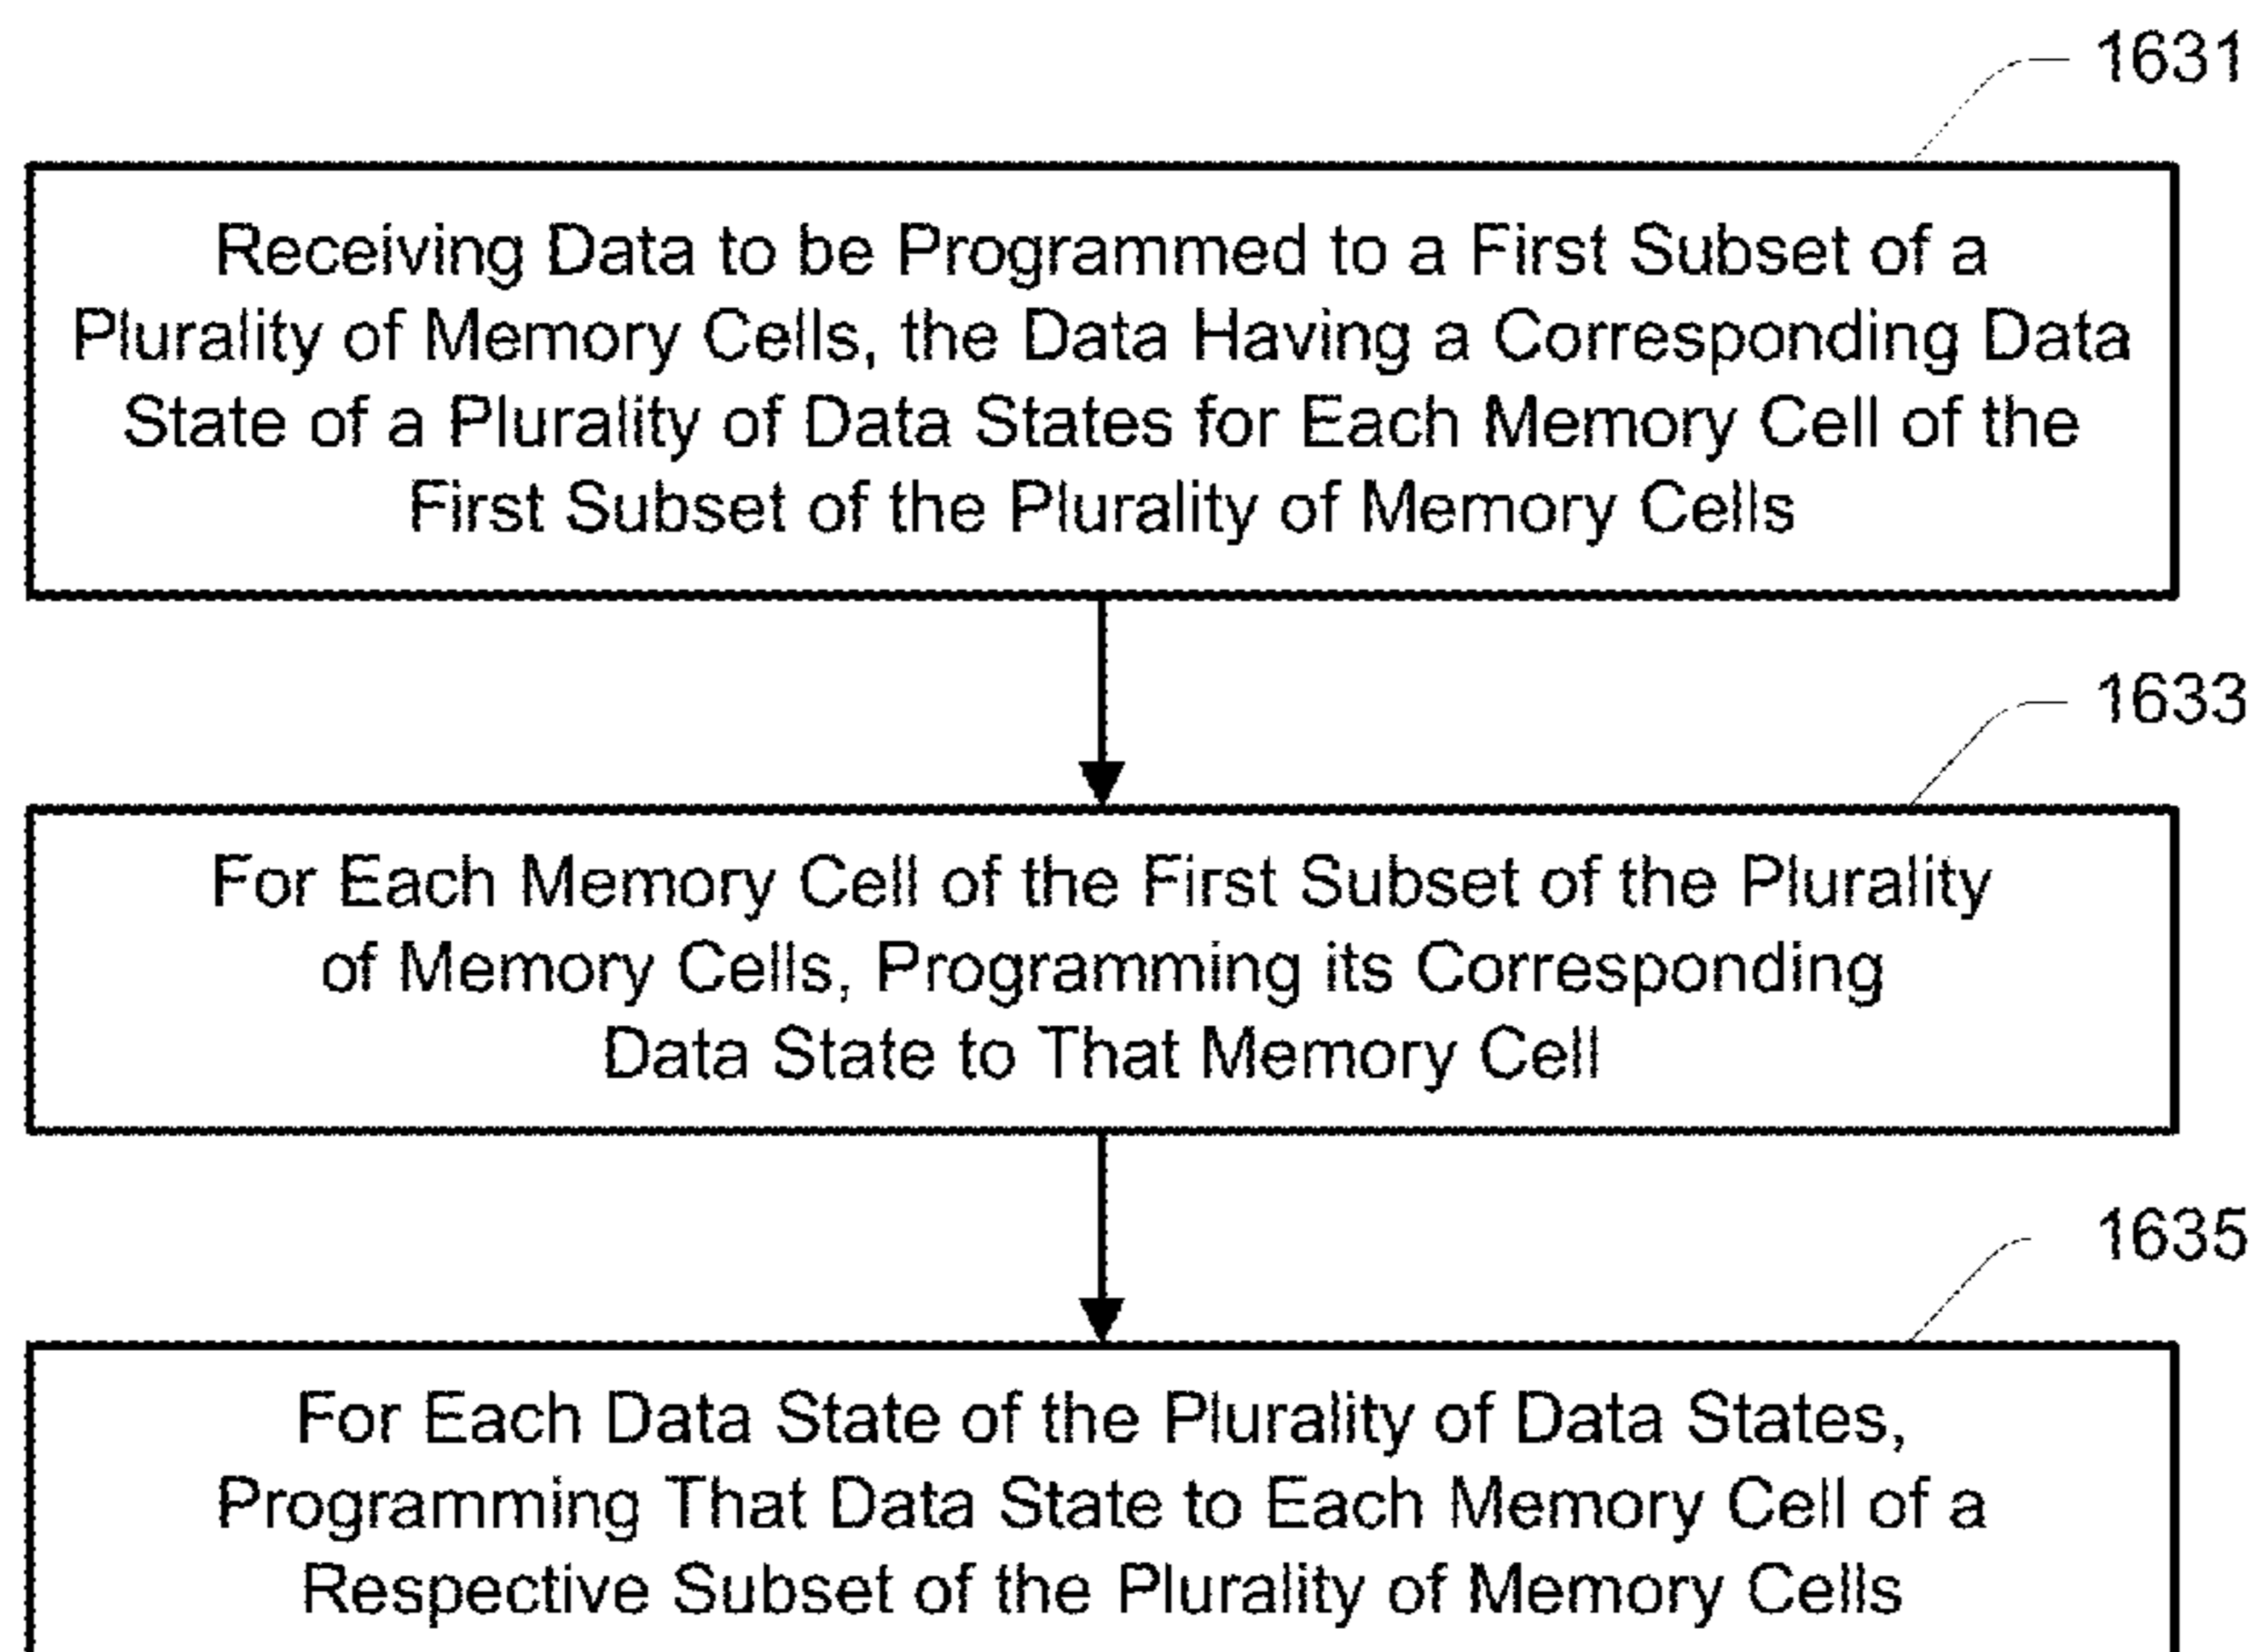 1631
Receiving Data to be Programmed to a First Subset of a
Plurality of Memory Cells, the Data Having a Corresponding Data
State of a Plurality of Data States for Each Memory Cell of the
First Subset of the Plurality of Memory Cells
1633
For Each Memory Cell of the First Subset of the Plurality
of Memory Cells, Programming its Corresponding
Data State to That Memory Cell
1635
For Each Data State of the Plurality of Data States,
Programming That Data State to Each Memory Cell of a
Respective Subset of the Plurality of Memory Cells